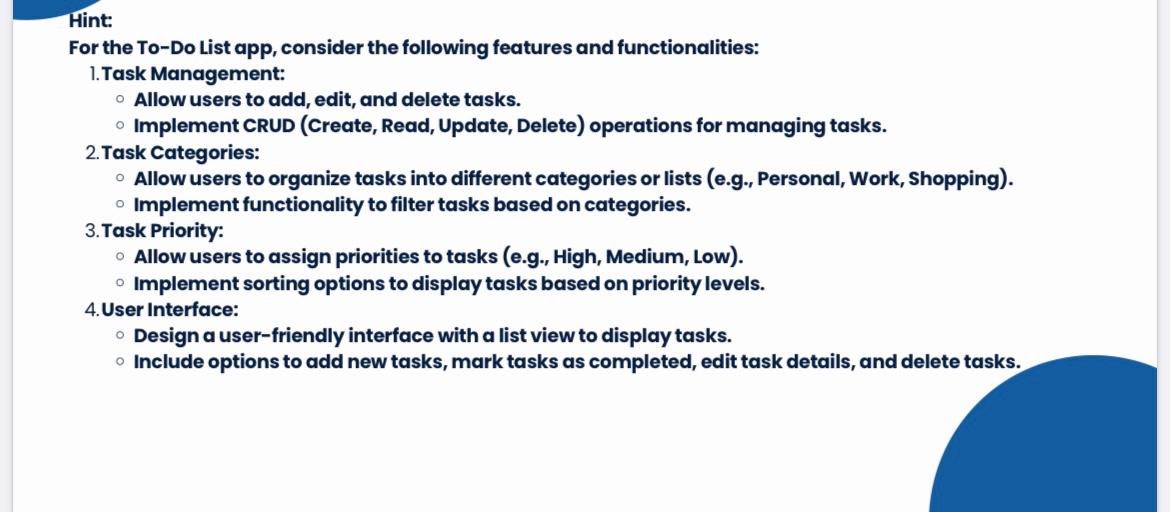 Hint:
For the To-Do List app, consider the following features and functionalities:
1. Task Management:
○ Allow users to add, edit, and delete tasks.
○ Implement CRUD (Create, Read, Update, Delete) operations for managing tasks.
2. Task Categories:
○ Allow users to organize tasks into different categories or lists (e.g., Personal, Work, Shopping).
○ Implement functionality to filter tasks based on categories.
3. Task Priority:
○ Allow users to assign priorities to tasks (e.g., High, Medium, Low).
○ Implement sorting options to display tasks based on priority levels.
4. User Interface:
○ Design a user-friendly interface with a list view to display tasks.
○ Include options to add new tasks, mark tasks as completed, edit task details, and delete tasks.